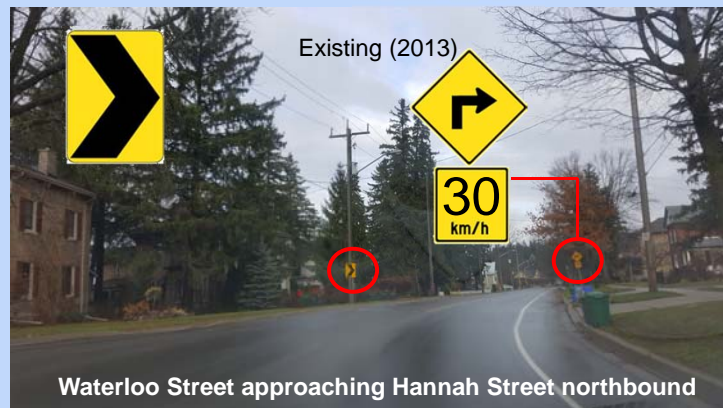 Existing (2013)
30
km/h
Waterloo Street approaching Hannah Street northbound